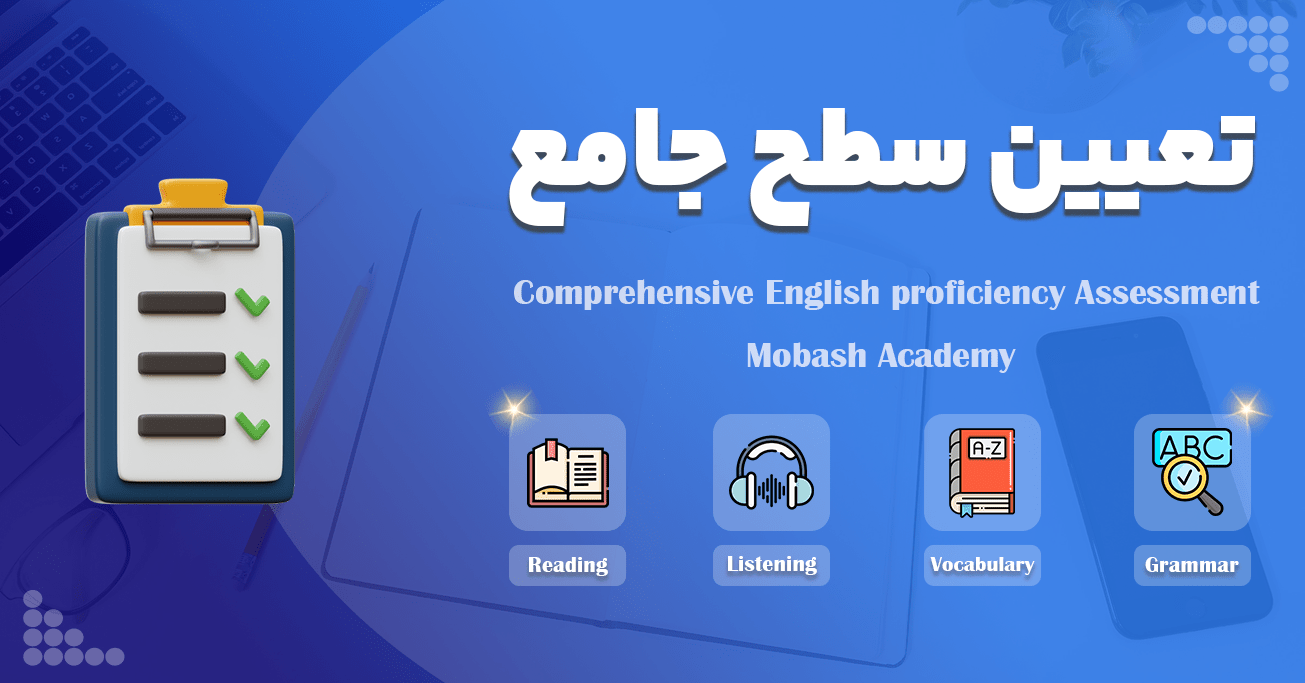 تعیین سطح جامع
Comprehensive English proficiency Assessment
Mobash Academy
A-Z
ABC
Reading
Listening
Vocabulary
Grammar